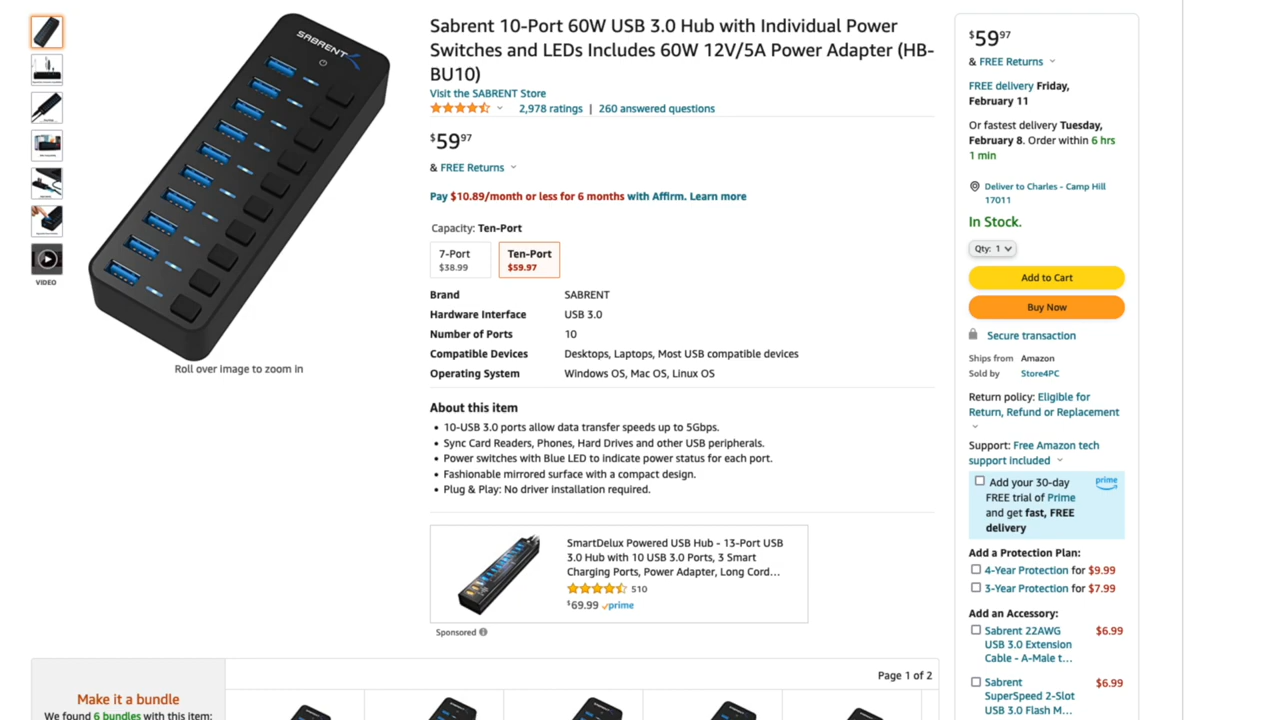 SABRENT
VIDEO
Roll over image to zoom in
Sabrent 10-Port 60W USB 3.0 Hub with Individual Power
Switches and LEDs Includes 60W 12V/5A Power Adapter (HB-
BU10)
Visit the SABRENT Store
2,978 ratings | 260 answered questions
$59 97
& FREE Returns
Pay $10.89/month or less for 6 months with Affirm. Learn more
Capacity: Ten-Port
7-Port Ten-Port
$38.99 $59.97
Brand SABRENT
Hardware Interface USB 3.0
Number of Ports 10
Compatible Devices Desktops, Laptops, Most USB compatible devices
Operating System Windows OS, Mac OS, Linux OS
About this item
• 10-USB 3.0 ports allow data transfer speeds up to 5Gbps.
• Sync Card Readers, Phones, Hard Drives and other USB peripherals.
• Power switches with Blue LED to indicate power status for each port.
• Fashionable mirrored surface with a compact design.
• Plug & Play: No driver installation required.
SmartDelux Powered USB Hub - 13-Port USB
3.0 Hub with 10 USB 3.0 Ports, 3 Smart
Charging Ports, Power Adapter, Long Cord...
510
$69.99 prime
Sponsored
Page 1 of 2
Make it a bundle
We found 6 bundles with this item:
$59 97
& FREE Returns
FREE delivery Friday,
February 11
Or fastest delivery Tuesday,
February 8. Order within 6 hrs
1 min
Deliver to Charles - Camp Hill
17011
In Stock.
Qty: 1
Add to Cart
Buy Now
Secure transaction
Ships from Amazon
Sold by Store4PC
Return policy: Eligible for
Return, Refund or Replacement
Support: Free Amazon tech
support included
Add your 30-day prime
FREE trial of Prime
and get fast, FREE
delivery
Add a Protection Plan:
4-Year Protection for $9.99
3-Year Protection for $7.99
Add an Accessory:
Sabrent 22AWG $6.99
USB 3.0 Extension
Cable - A-Male t...
Sabrent $6.99
SuperSpeed 2-Slot
USB 3.0 Flash M...